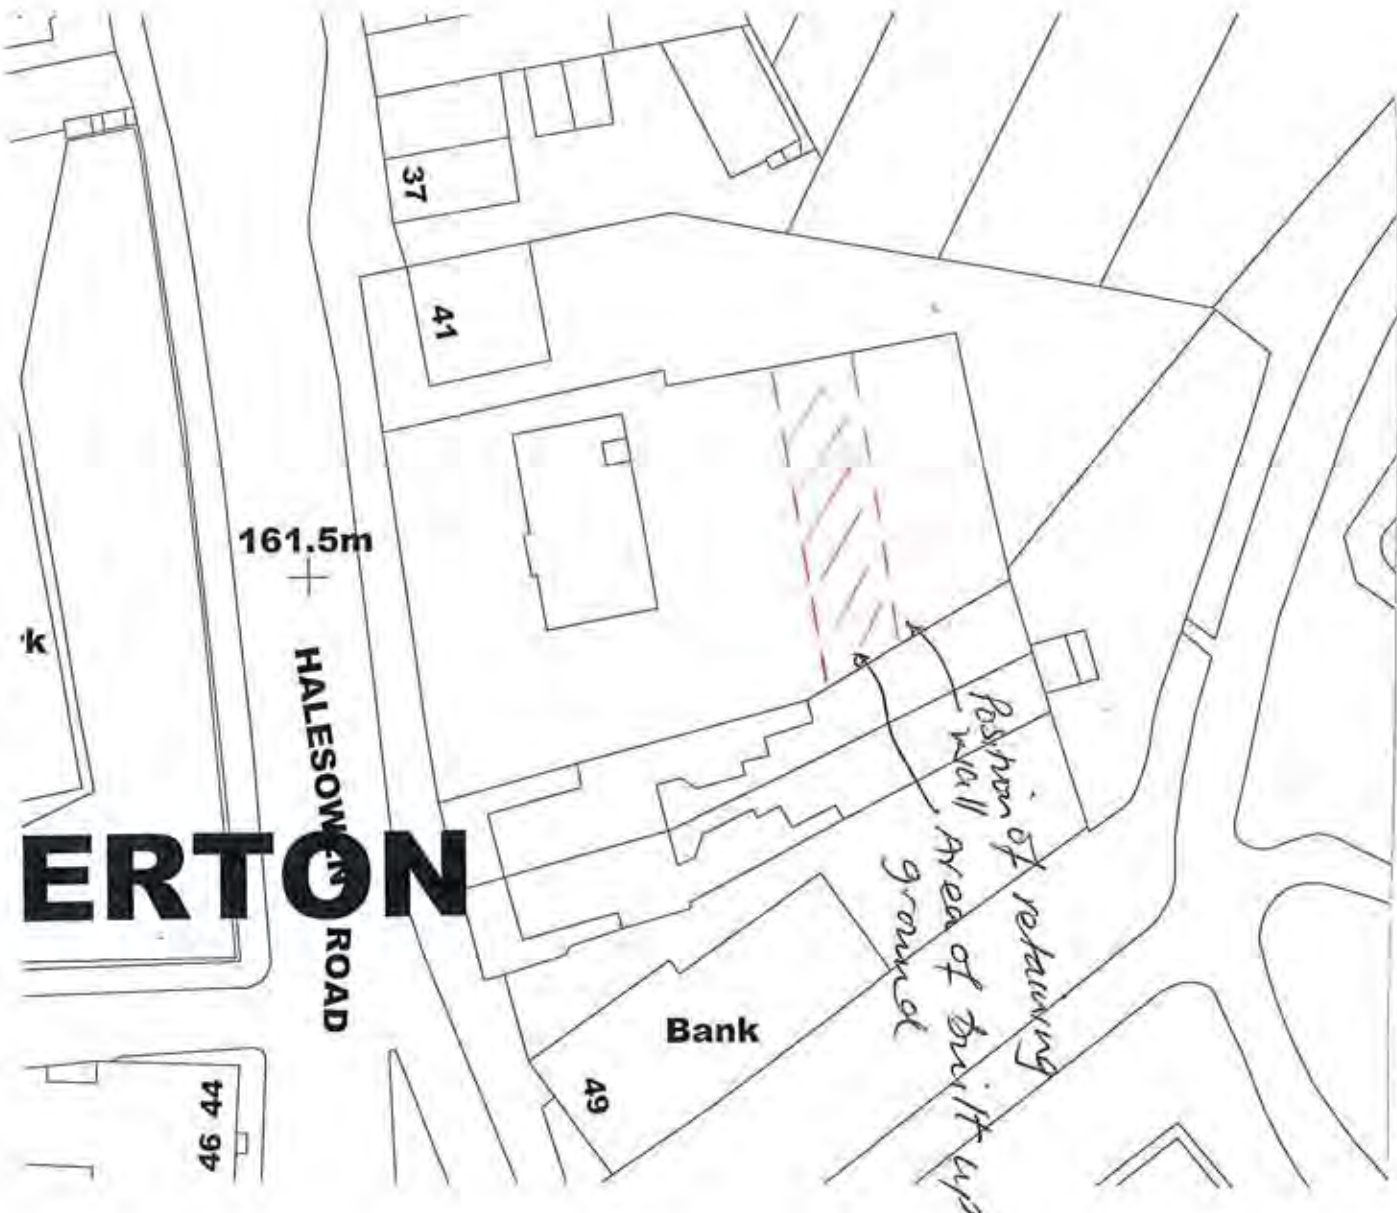 37
41
161.5m
'k
HALESOWEN ROAD
ERTON
Position of retaining
wall
Area of built up
ground
Bank
49
44
46